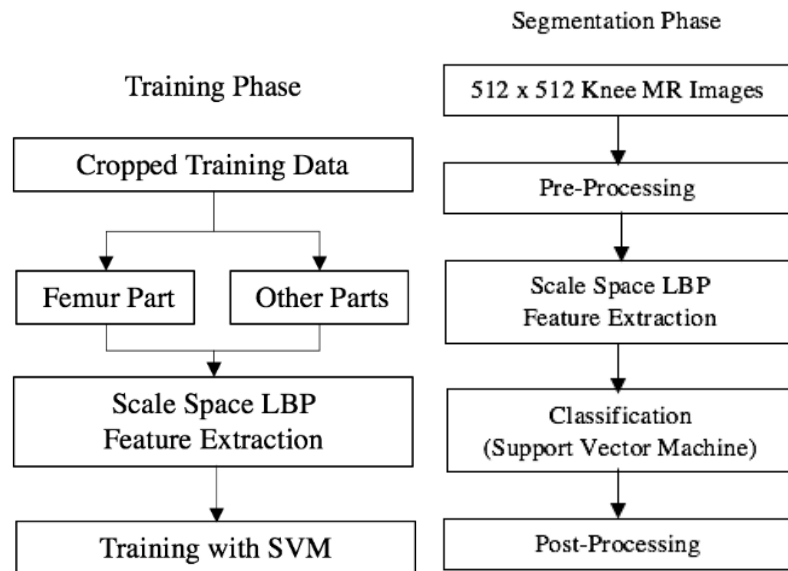 Training Phase
Cropped Training Data
Femur Part
Other Parts
Scale Space LBP
Feature Extraction
Training with SVM
Segmentation Phase
512 x 512 Knee MR Images
Pre-Processing
Scale Space LBP
Feature Extraction
Classification
(Support Vector Machine)
Post-Processing